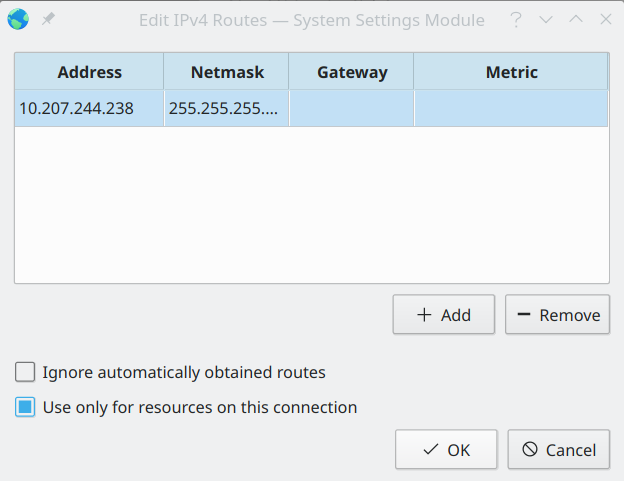 Edit IPv4 Routes — System Settings Module
Address Netmask Gateway Metric
10.207.244.238 255.255.255....
Add Remove
Ignore automatically obtained routes
Use only for resources on this connection
OK Cancel